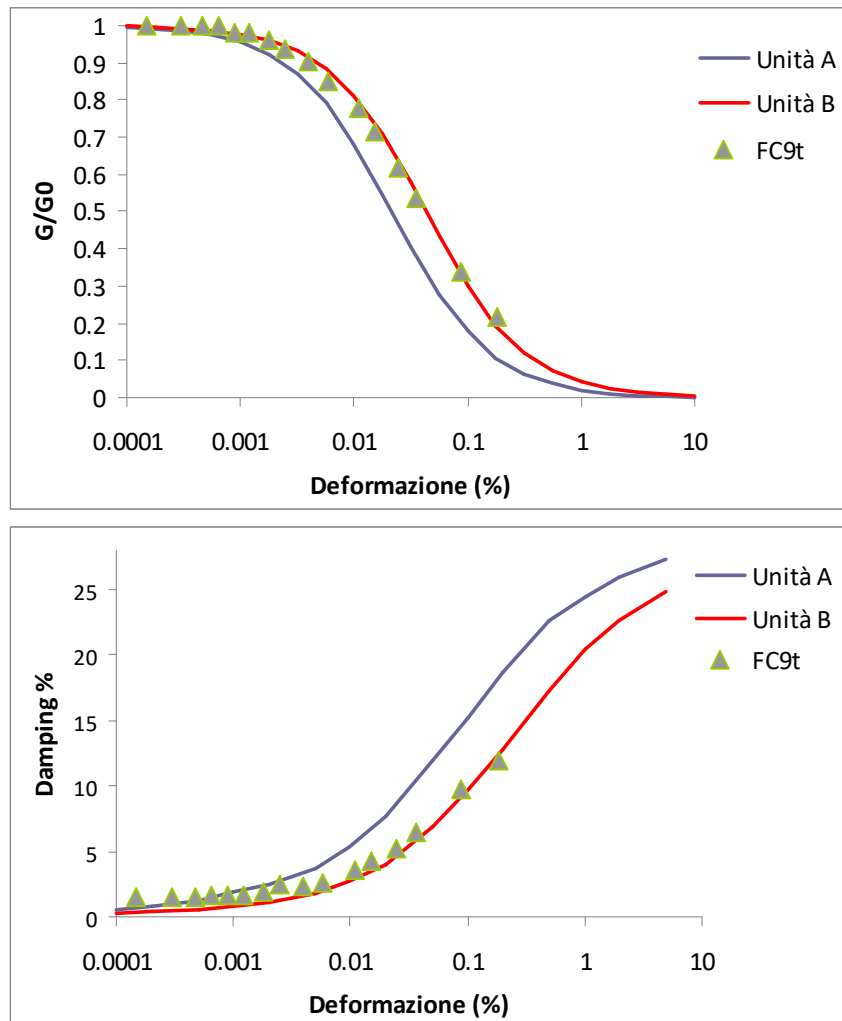 G/G0
1
0.9
0.8
0.7
0.6
0.5
0.4
0.3
0.2
0.1
0
0.0001 0.001 0.01 0.1 1 10
Deformazione (%)
Unità A
Unità B
FC9t
Damping %
25
20
15
10
5
0
0.0001 0.001 0.01 0.1 1 10
Deformazione (%)
Unità A
Unità B
FC9t